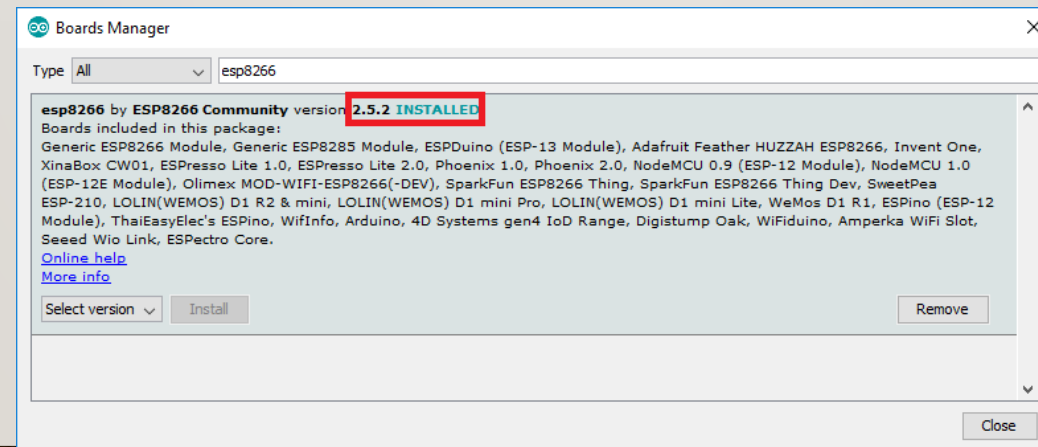 Boards Manager
Type All esp8266
esp8266 by ESP8266 Community version 2.5.2 INSTALLED
Boards included in this package:
Generic ESP8266 Module, Generic ESP8285 Module, ESPDuino (ESP-13 Module), Adafruit Feather HUZZAH ESP8266, Invent One,
XinaBox CW01, ESPresso Lite 1.0, ESPresso Lite 2.0, Phoenix 1.0, Phoenix 2.0, NodeMCU 0.9 (ESP-12 Module), NodeMCU 1.0
(ESP-12E Module), Olimex MOD-WIFI-ESP8266(-DEV), SparkFun ESP8266 Thing, SparkFun ESP8266 Thing Dev, SweetPea
ESP-210, LOLIN(WEMOS) D1 R2 & mini, LOLIN(WEMOS) D1 mini Pro, LOLIN(WEMOS) D1 mini Lite, WeMos D1 R1, ESPino (ESP-12
Module), ThaiEasyElec's ESPino, WifInfo, Arduino, 4D Systems gen4 IoD Range, Digistump Oak, WiFiduino, Amperka WiFi Slot,
Seeed Wio Link, ESPectro Core.
Online help
More info
Select version Install Remove
Close